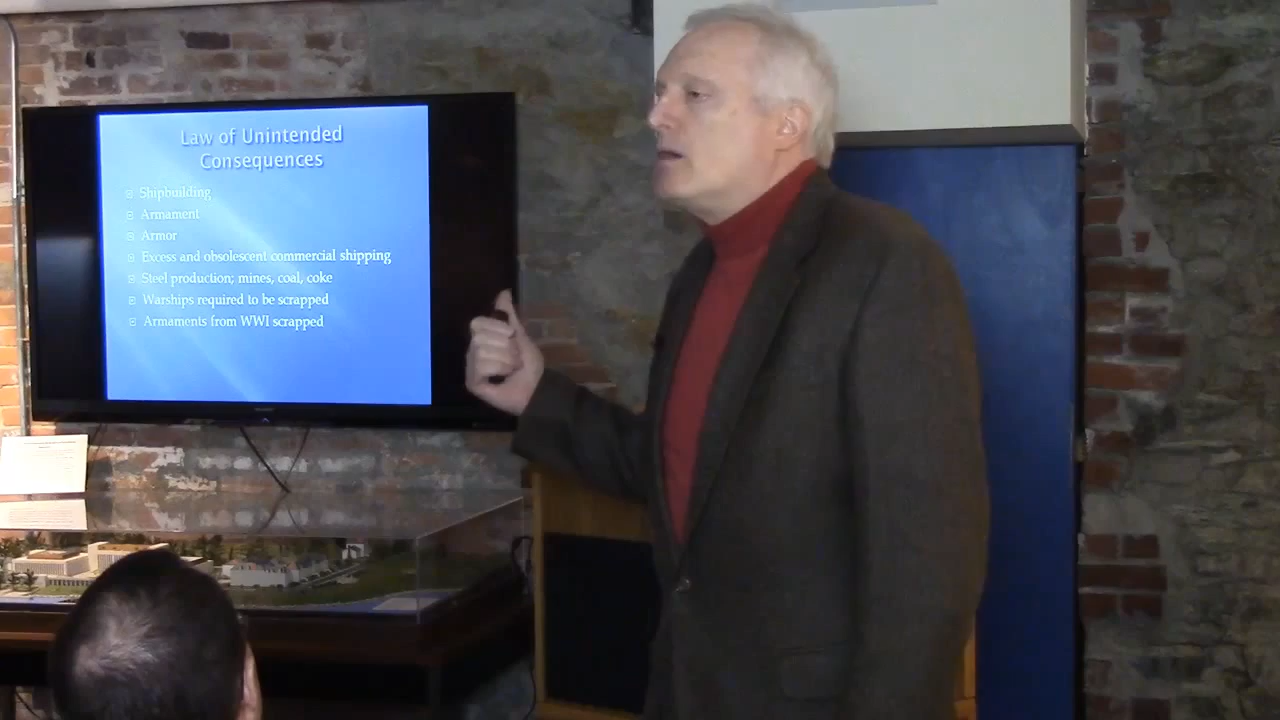 Law of Unintended
Consequences
Shipbuilding
Armament
Armor
Excess and obsolescent commercial shipping
Steel production; mines, coal, coke
Warships required to be scrapped
Armaments from WWI scrapped